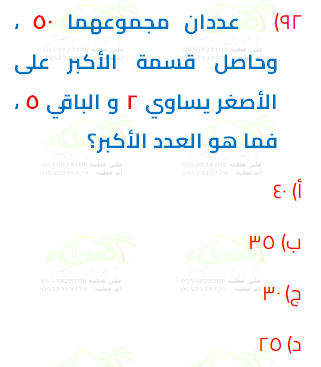 ٩٢) عددان مجموعهما ٥٠ ،
وحاصل قسمة الأكبر على
الأصغر يساوي ٢ و الباقي ٥ ،
فما هو العدد الأكبر؟
أ) ٤٠
ب) ٣٥
ج) ٣٠
د) ٢٥